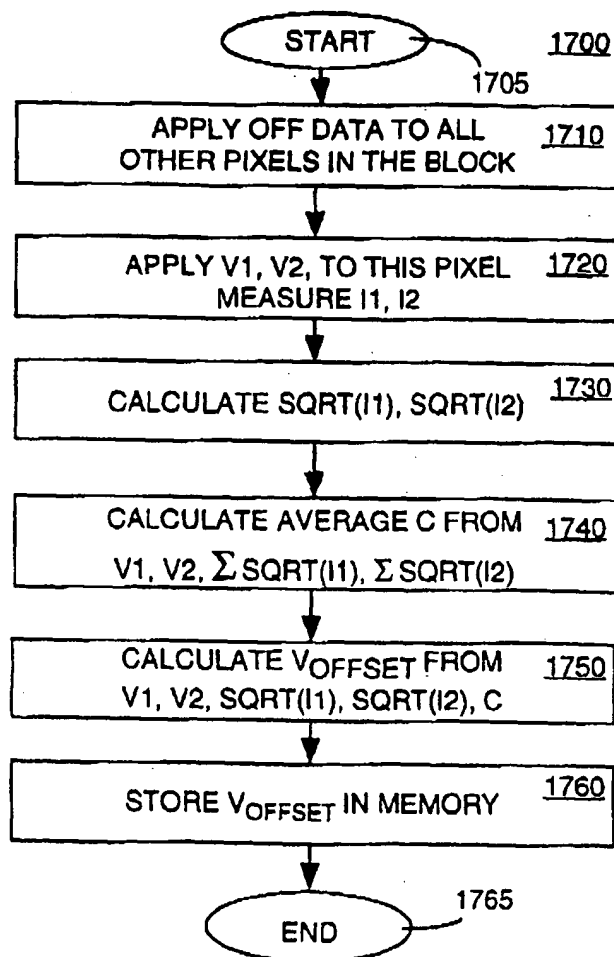 START
1700
1705
APPLY OFF DATA TO ALL
OTHER PIXELS IN THE BLOCK
1710
APPLY V1, V2, TO THIS PIXEL
MEASURE I1, I2
1720
CALCULATE SQRT(I1), SQRT(I2)
1730
CALCULATE AVERAGE C FROM
V1, V2, Σ SQRT(I1), Σ SQRT(I2)
1740
CALCULATE VOFFSET FROM
V1, V2, SQRT(I1), SQRT(I2), C
1750
STORE VOFFSET IN MEMORY
1760
END
1765